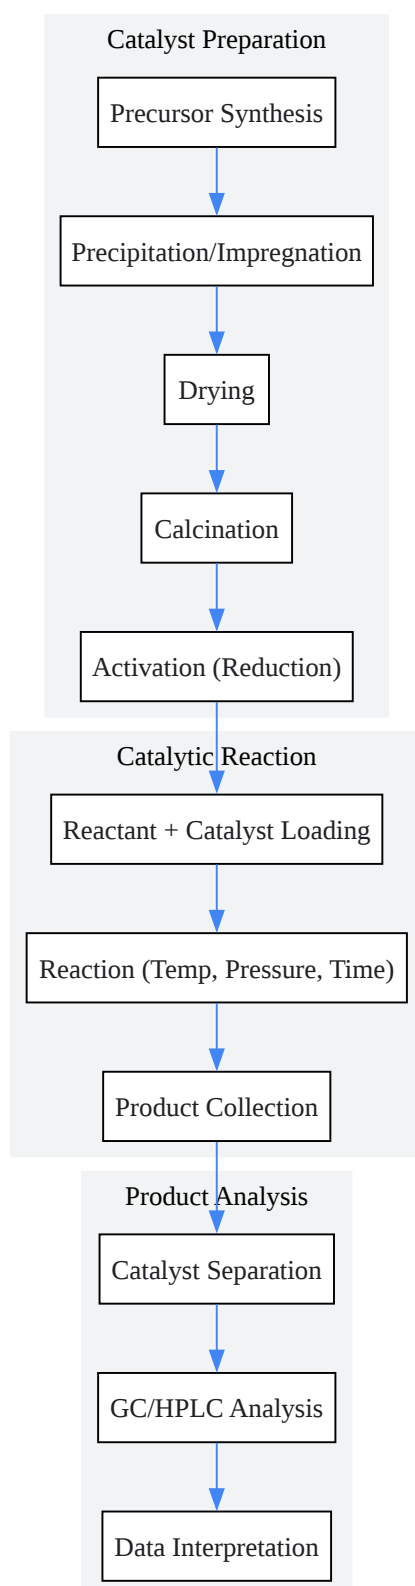 Catalyst Preparation
Precursor Synthesis
Precipitation/Impregnation
Drying
Calcination
Activation (Reduction)
Catalytic Reaction
Reactant + Catalyst Loading
Reaction (Temp, Pressure, Time)
Product Collection
Product Analysis
Catalyst Separation
GC/HPLC Analysis
Data Interpretation